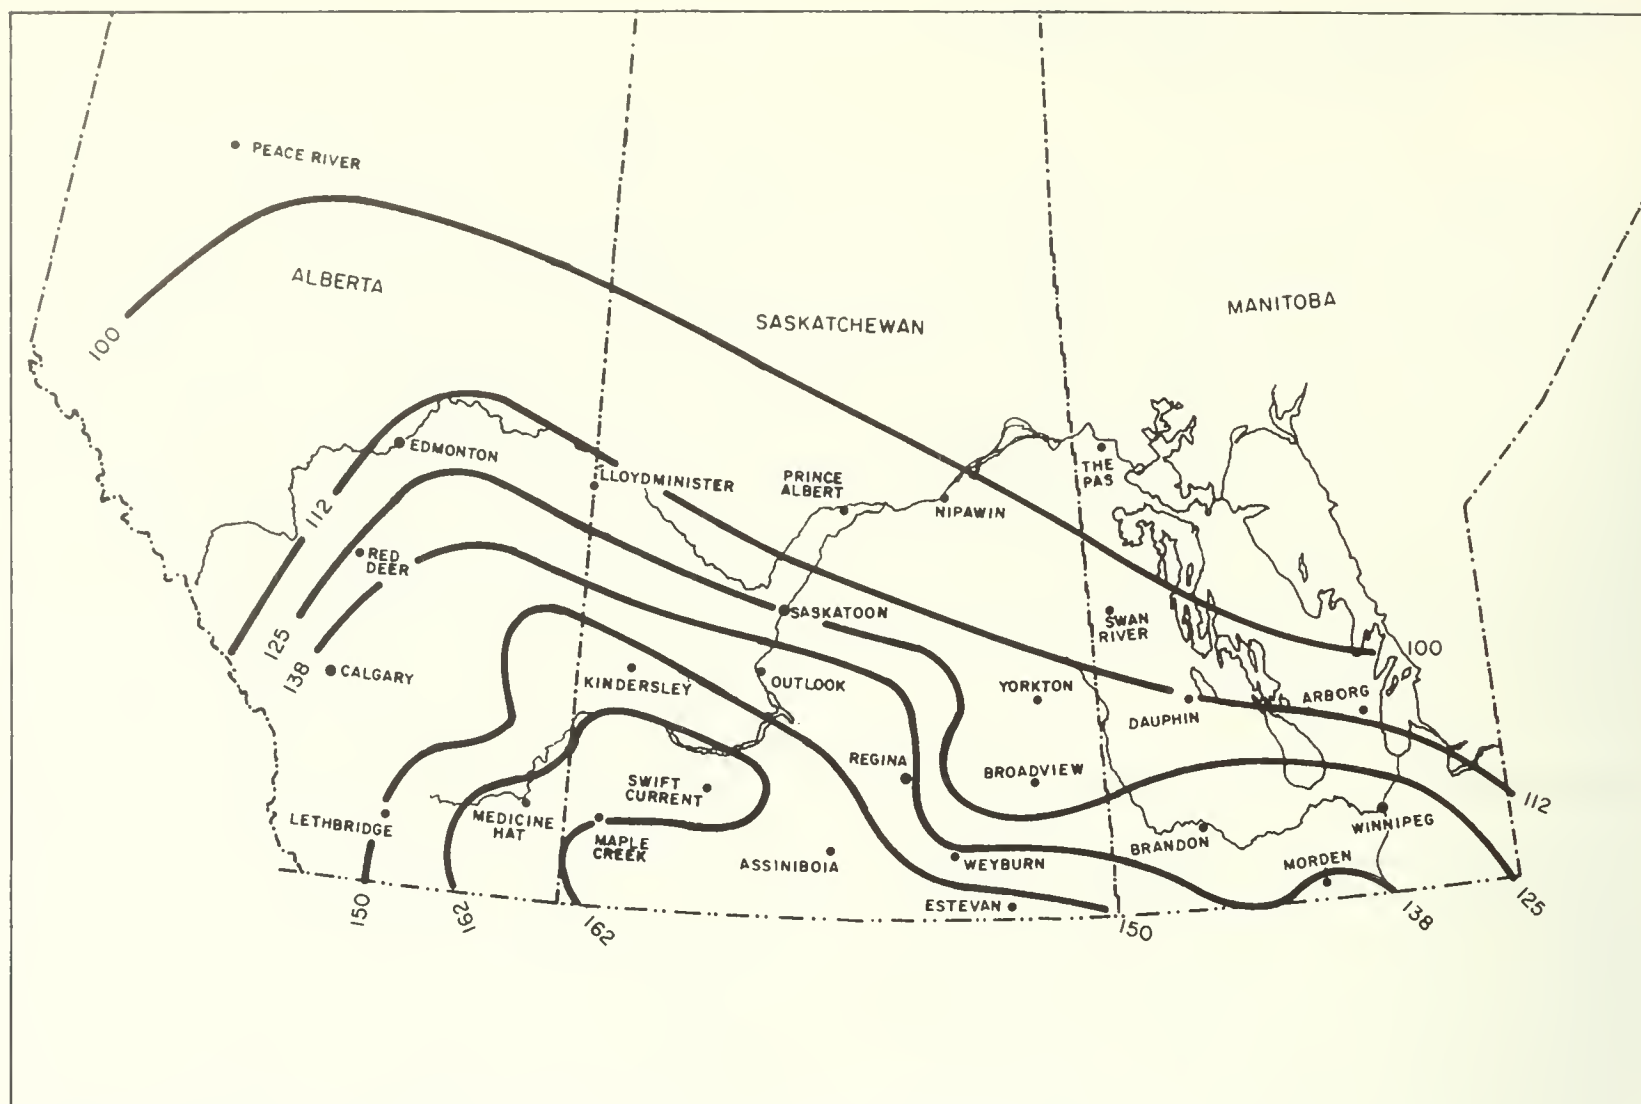 PEACE RIVER
ALBERTA
SASKATCHEWAN
MANITOBA
100
EDMONTON
LLOYDMINISTER
PRINCE
ALBERT
THE
PAS
NIPAWIN
112
RED
DEER
SASKATOON
SWAN
RIVER
125
138
CALGARY
KINDERSLEY
OUTLOOK
YORKTON
100
ARBORG
DAUPHIN
REGINA
BROADVIEW
SWIFT
CURRENT
112
LETHBRIDGE
MEDICINE
HAT
MAPLE
CREEK
ASSINIBOIA
WEYBURN
BRANDON
WINNIPEG
MORDEN
ESTEVAN
150
162
162
150
138
125